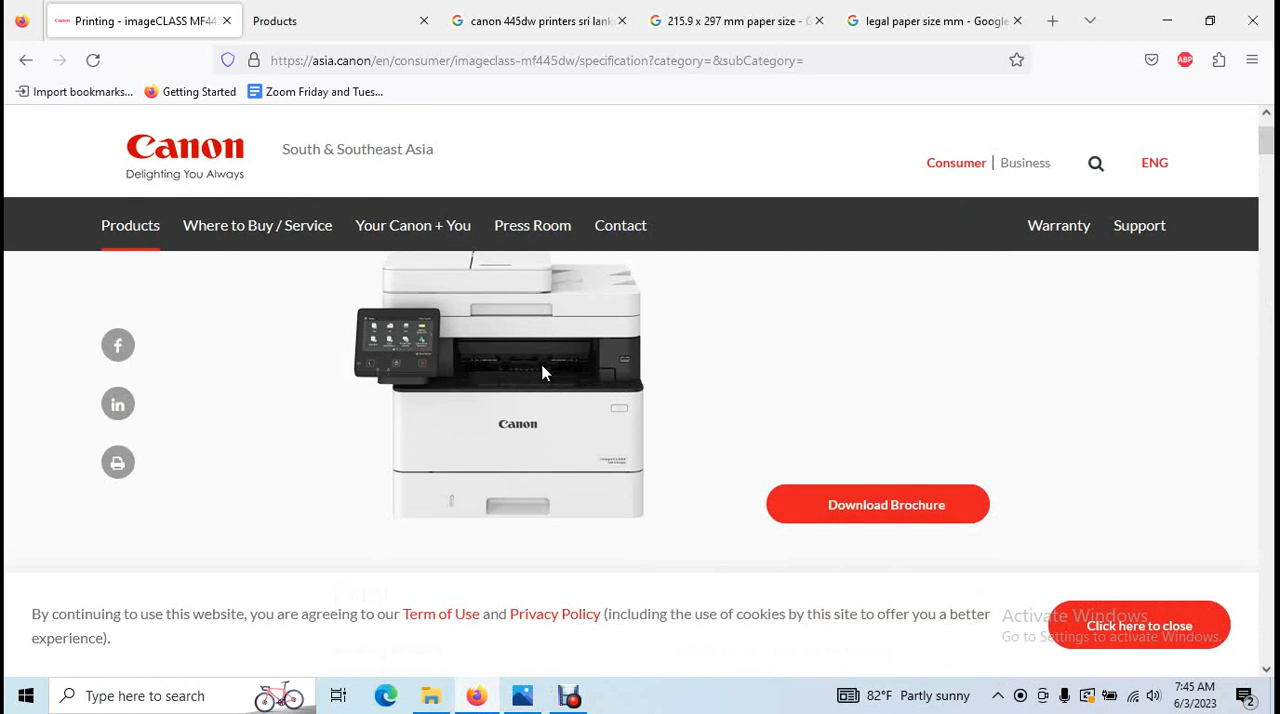 Printing - imageCLASS MF44
Products
canon 445dw printers sri lank
215.9 x 297 mm paper size - G
legal paper size mm - Google
https://asia.canon/en/consumer/imageclass-mf445dw/specification?category=&subCategory=
ABP
Import bookmarks...
Getting Started
Zoom Friday and Tues...
Canon
Delighting You Always
South & Southeast Asia
Consumer | Business
ENG
Products
Where to Buy / Service
Your Canon + You
Press Room
Contact
Warranty
Support
Canon
Download Brochure
By continuing to use this website, you are agreeing to our Term of Use and Privacy Policy (including the use of cookies by this site to offer you a better
experience).
Click here to close
Activate Windows
Go to Settings to activate Windows.
Type here to search
82°F Partly sunny
7:45 AM
6/3/2023
2